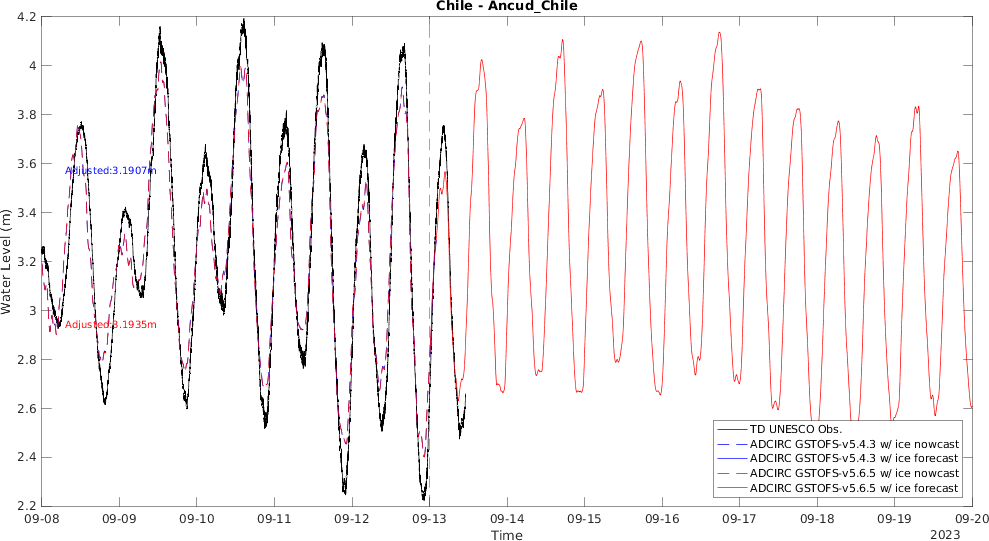 Chile - Ancud_Chile
4.2
4
3.8
3.6
3.4
3.2
3
2.8
2.6
2.4
2.2
Water Level (m)
Adjusted:3.1907m
Adjusted:3.1935m
TD UNESCO Obs.
ADCIRC GSTOFS-v5.4.3 w/ ice nowcast
ADCIRC GSTOFS-v5.4.3 w/ ice forecast
ADCIRC GSTOFS-v5.6.5 w/ ice nowcast
ADCIRC GSTOFS-v5.6.5 w/ ice forecast
09-08 09-09 09-10 09-11 09-12 09-13 09-14 09-15 09-16 09-17 09-18 09-19 09-20
Time
2023